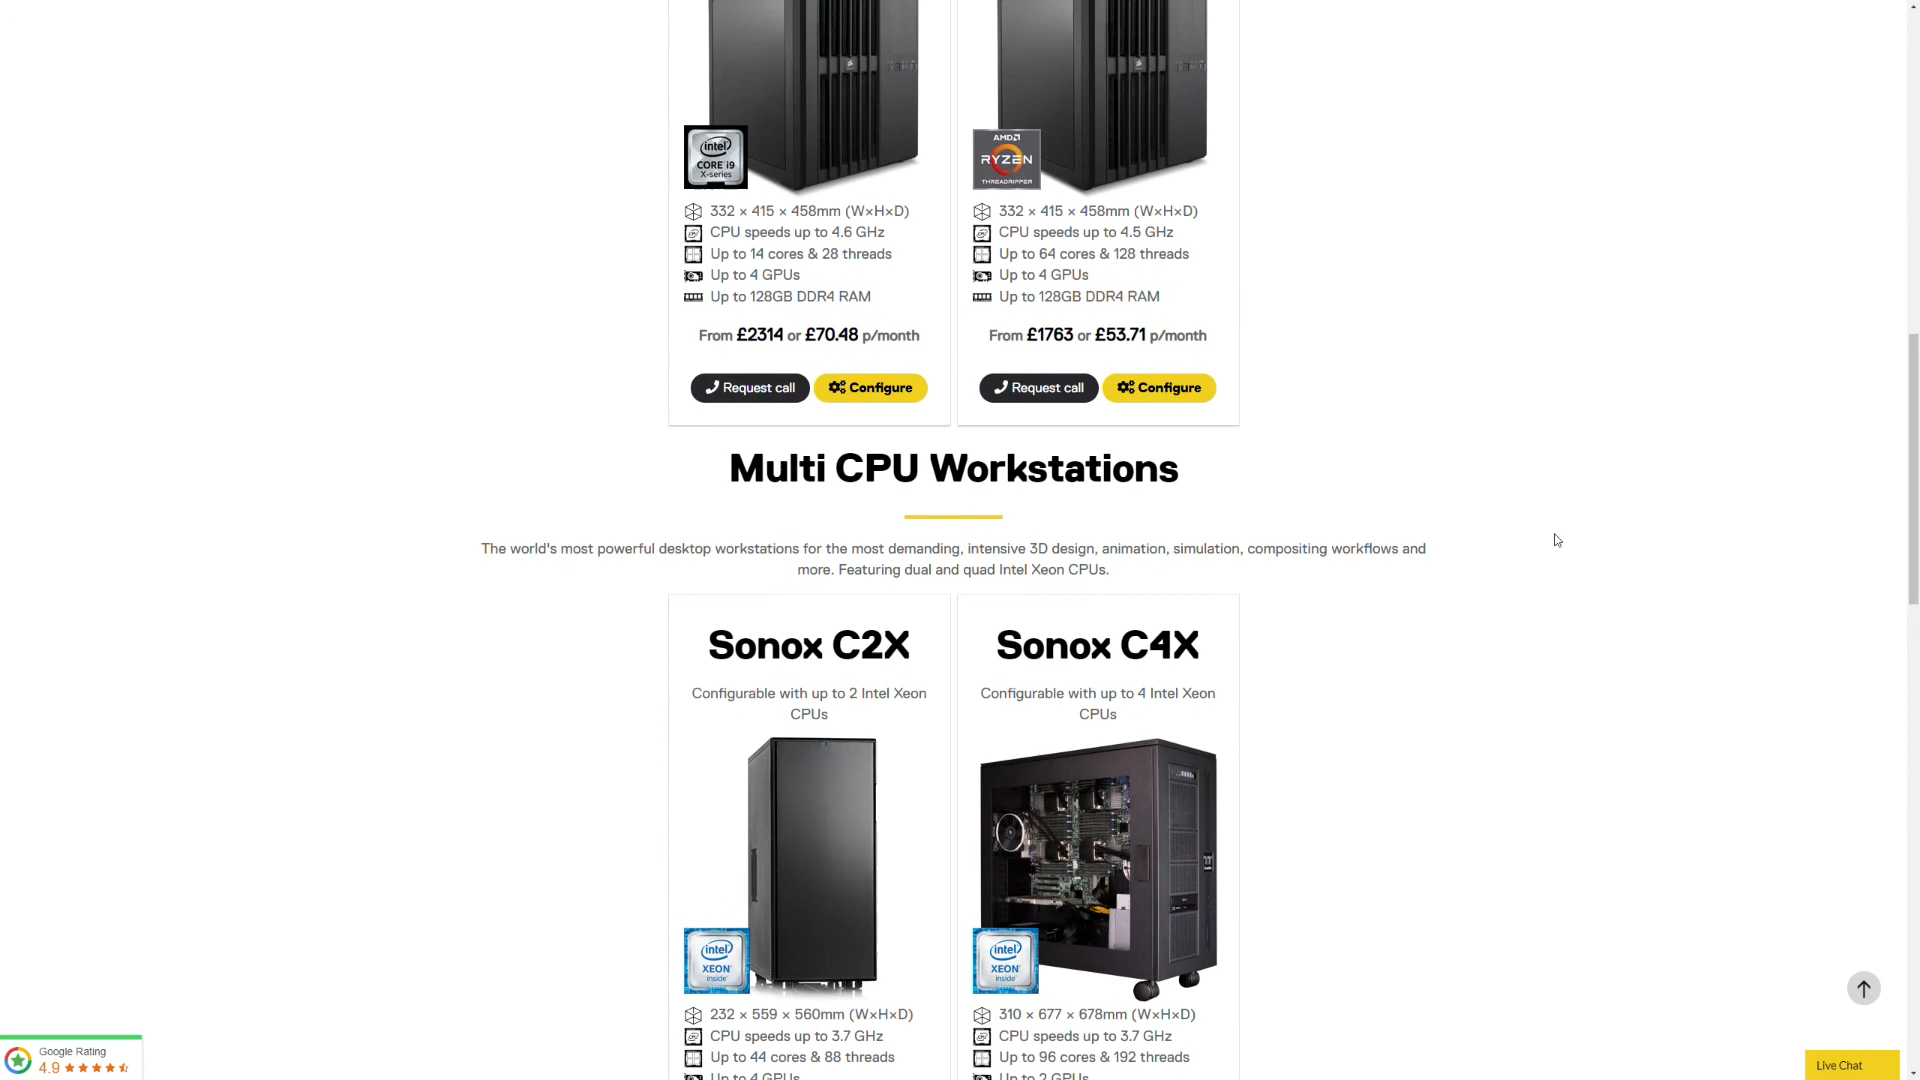 intel
CORE i9
X-series
AMD
RYZEN
THREADRIPPER
332 × 415 × 458mm (W×H×D)
CPU speeds up to 4.6 GHz
Up to 14 cores & 28 threads
Up to 4 GPUs
Up to 128GB DDR4 RAM
From £2314 or £70.48 p/month
Request call
Configure
332 × 415 × 458mm (W×H×D)
CPU speeds up to 4.5 GHz
Up to 64 cores & 128 threads
Up to 4 GPUs
Up to 128GB DDR4 RAM
From £1763 or £53.71 p/month
Request call
Configure
Multi CPU Workstations
The world's most powerful desktop workstations for the most demanding, intensive 3D design, animation, simulation, compositing workflows and
more. Featuring dual and quad Intel Xeon CPUs.
Sonox C2X
Configurable with up to 2 Intel Xeon
CPUs
intel
XEON
inside
232 × 559 × 560mm (W×H×D)
CPU speeds up to 3.7 GHz
Up to 44 cores & 88 threads
Up to 4 GPUs
Sonox C4X
Configurable with up to 4 Intel Xeon
CPUs
intel
XEON
inside
310 × 677 × 678mm (W×H×D)
CPU speeds up to 3.7 GHz
Up to 96 cores & 192 threads
Up to 2 GPUs
Google Rating
4.9
Live Chat